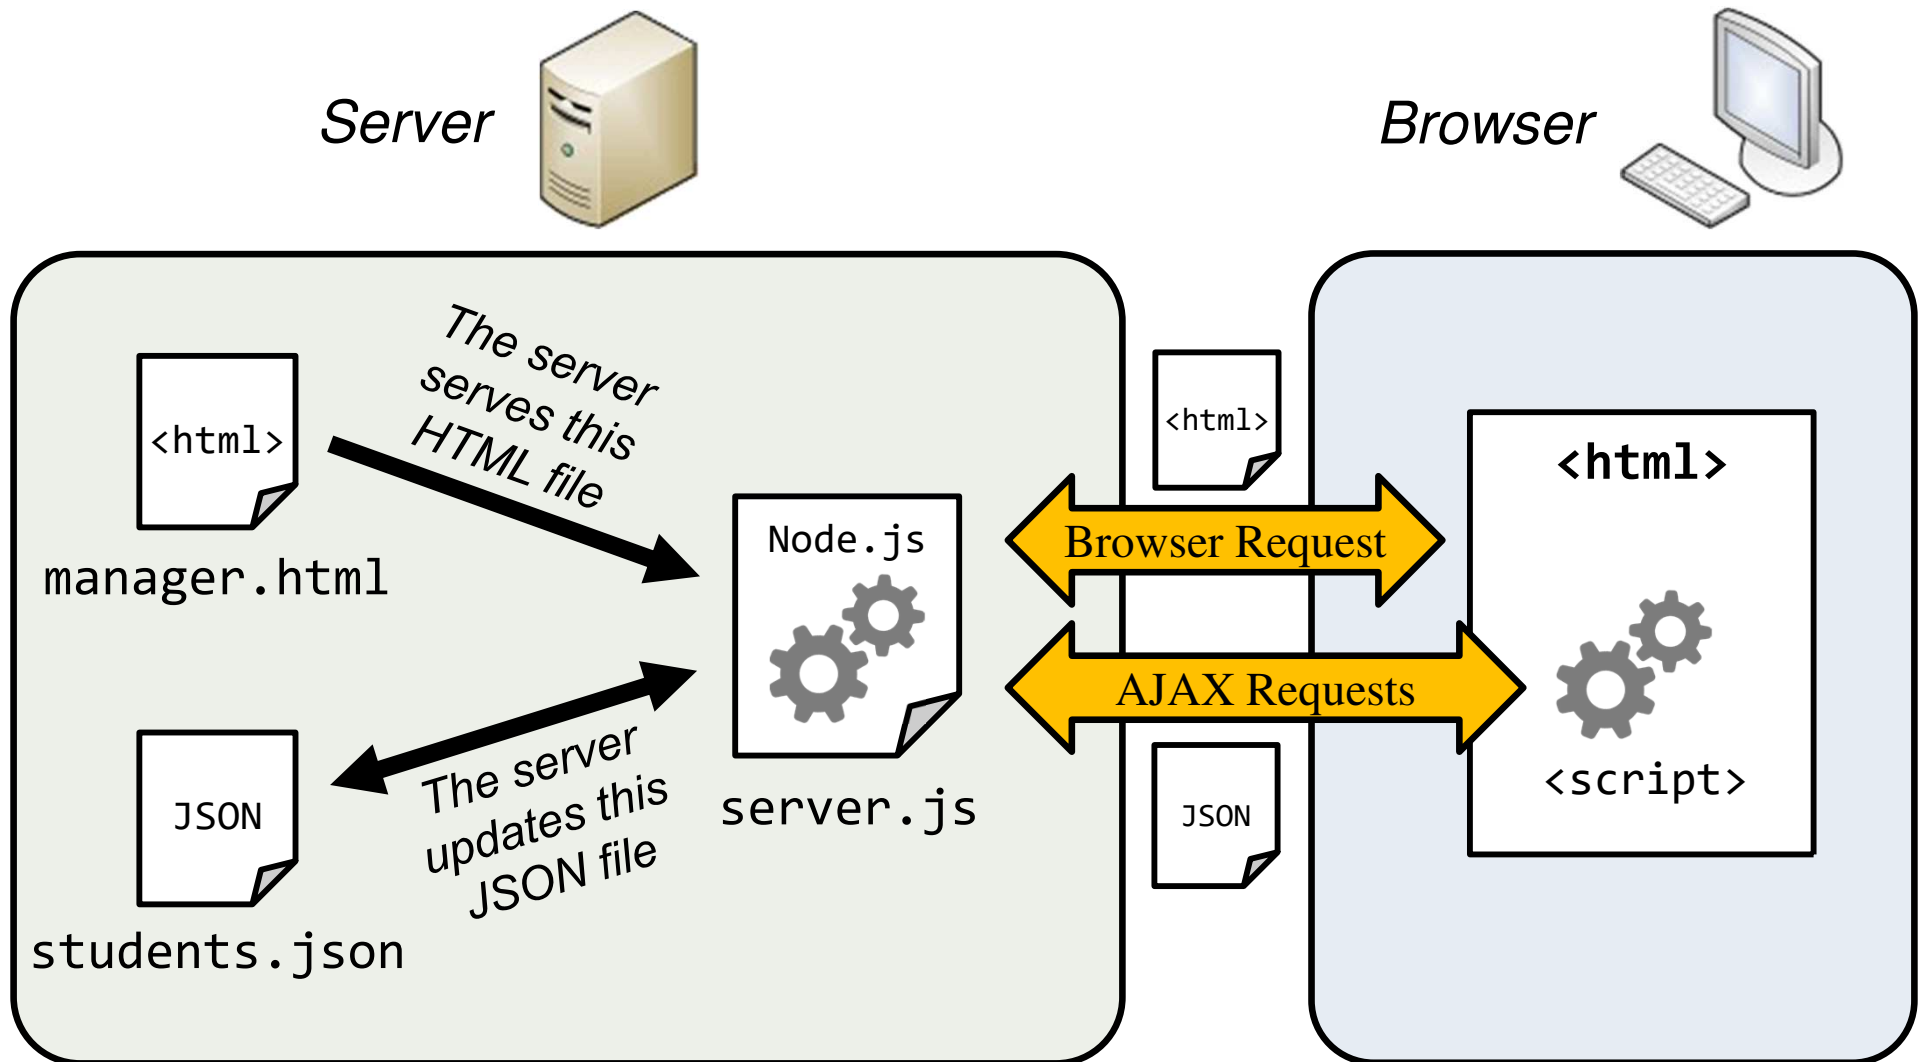 Server
Browser
The server
serves this
HTML file
<html>
manager.html
Node.js
server.js
The server
updates this
JSON file
JSON
students.json
<html>
Browser Request
AJAX Requests
JSON
<html>
<script>